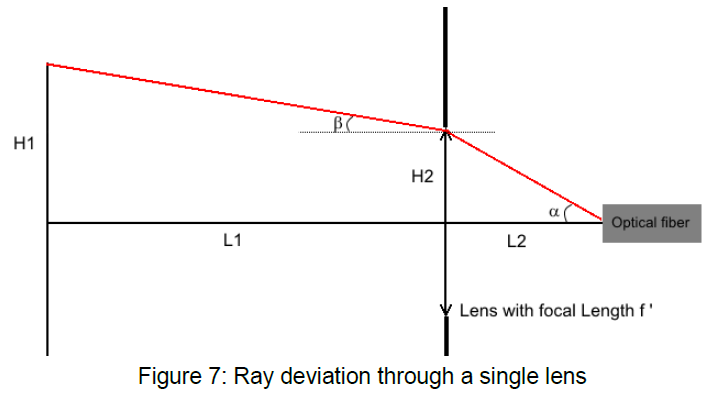 H1
β
H2
α
Optical fiber
L1
L2
Lens with focal Length f '
Figure 7: Ray deviation through a single lens